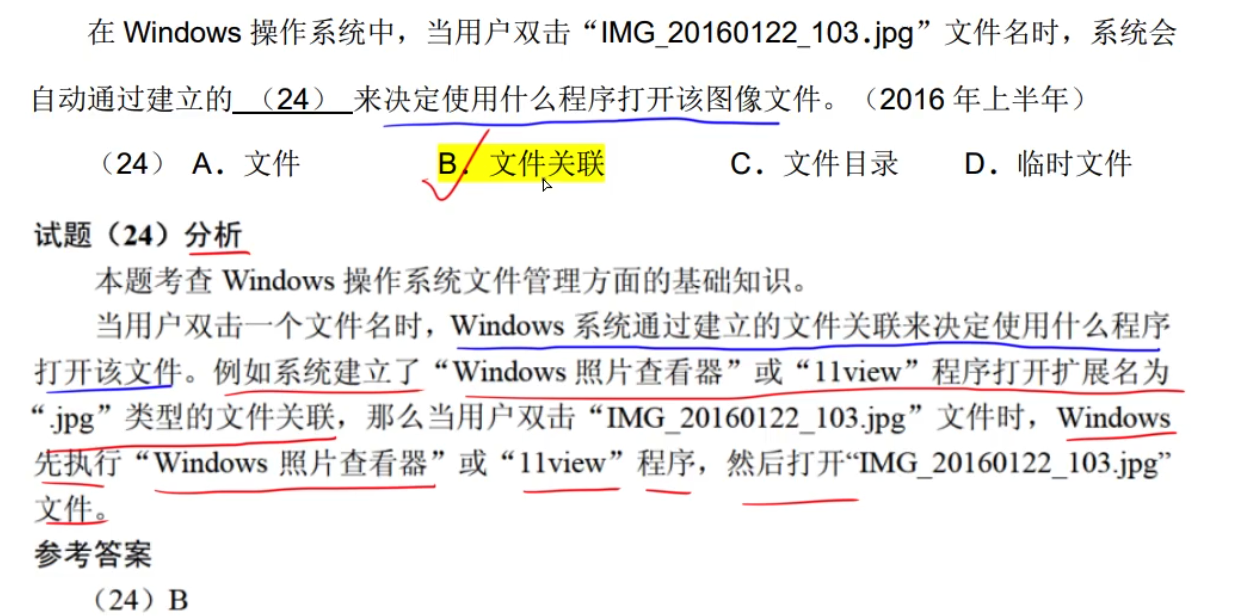 在 Windows 操作系统中，当用户双击“IMG_20160122_103.jpg”文件名时，系统会
自动通过建立的 （24） 来决定使用什么程序打开该图像文件。（2016 年上半年）
（24） A．文件 B．文件关联 C．文件目录 D．临时文件
试题（24）分析
本题考查 Windows 操作系统文件管理方面的基础知识。
当用户双击一个文件名时，Windows 系统通过建立的文件关联来决定使用什么程序
打开该文件。例如系统建立了“Windows 照片查看器”或“11view”程序打开扩展名为
“.jpg”类型的文件关联，那么当用户双击“IMG_20160122_103.jpg”文件时，Windows
先执行“Windows 照片查看器”或“11view”程序，然后打开“IMG_20160122_103.jpg”
文件。
参考答案
（24）B